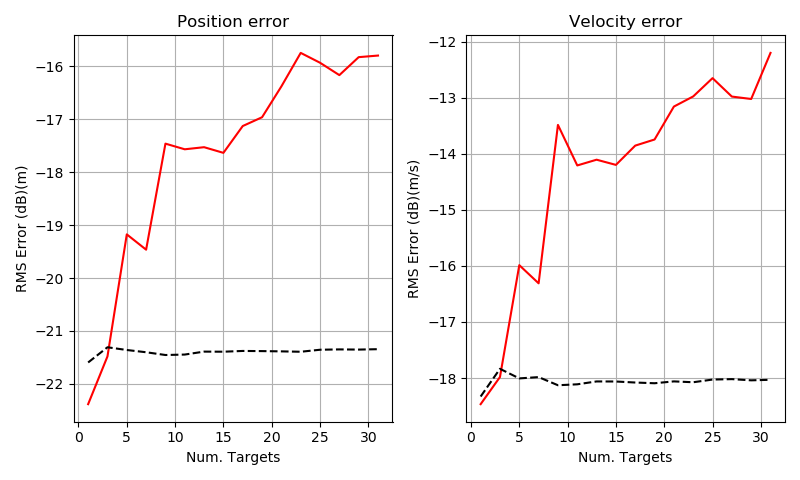 Position error
RMS Error (dB)(m)
−16
−17
−18
−19
−20
−21
−22
0 5 10 15 20 25 30
Num. Targets
Velocity error
RMS Error (dB)(m/s)
−12
−13
−14
−15
−16
−17
−18
0 5 10 15 20 25 30
Num. Targets